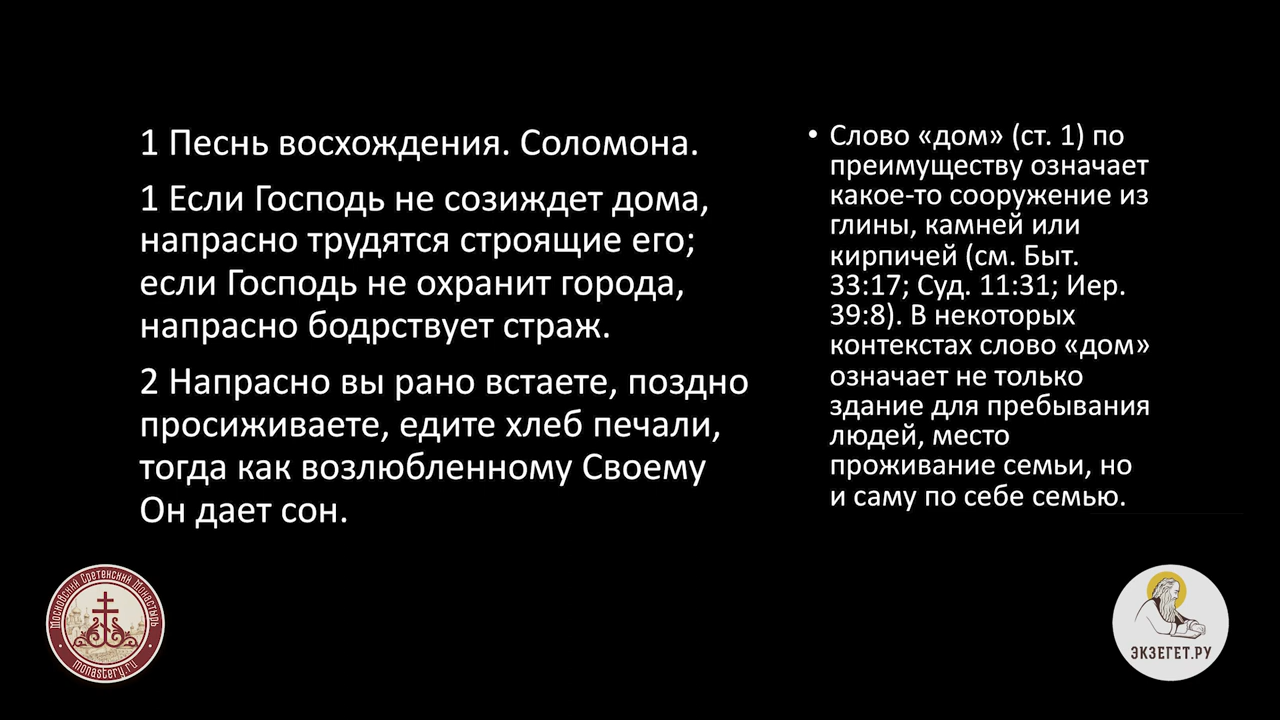 1 Песнь восхождения. Соломона.
1 Если Господь не созиждет дома,
напрасно трудятся строящие его;
если Господь не охранит города,
напрасно бодрствует страж.
2 Напрасно вы рано встаете, поздно
просиживаете, едите хлеб печали,
тогда как возлюбленному Своему
Он дает сон.
• Слово «дом» (ст. 1) по
преимуществу означает
какое-то сооружение из
глины, камней или
кирпичей (см. Быт.
33:17; Суд. 11:31; Иер.
39:8). В некоторых
контекстах слово «дом»
означает не только
здание для пребывания
людей, место
проживание семьи, но
и саму по себе семью.
Московский Сретенский Монастырь
monastery.ru
ЭКЗЕГЕТ.РУ